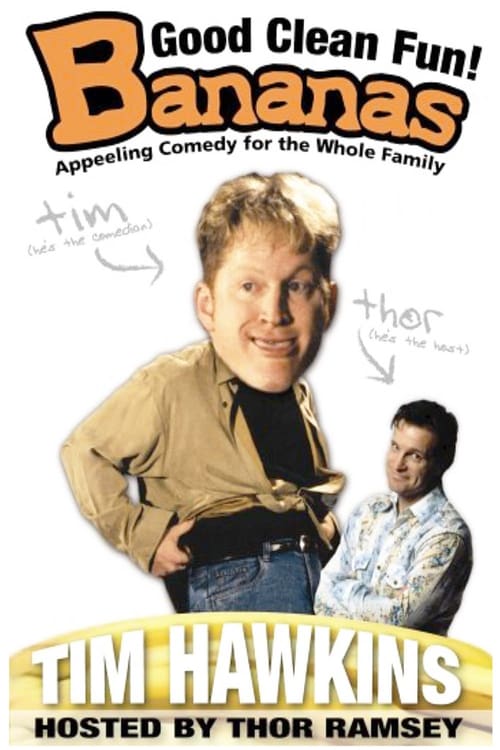 Good Clean Fun!
Bananas
Appeeling Comedy for the Whole Family
tim
(he's the comedian)
thor
(he's the host)
TIM HAWKINS
HOSTED BY THOR RAMSEY